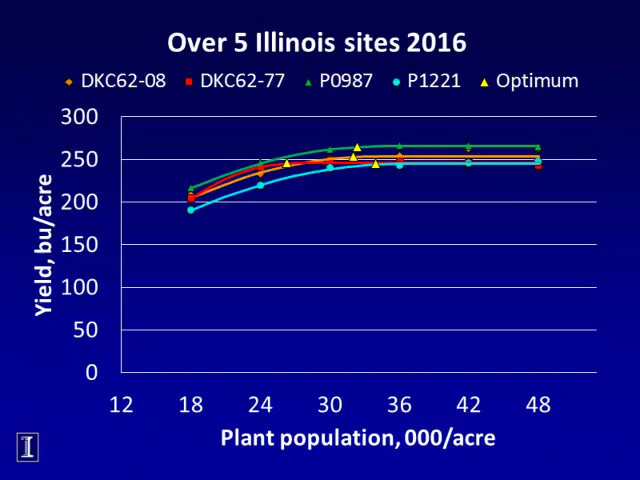 Over 5 Illinois sites 2016
DKC62-08 DKC62-77 P0987 P1221 Optimum
300
250
200
150
100
50
0
Yield, bu/acre
12 18 24 30 36 42 48
Plant population, 000/acre
I